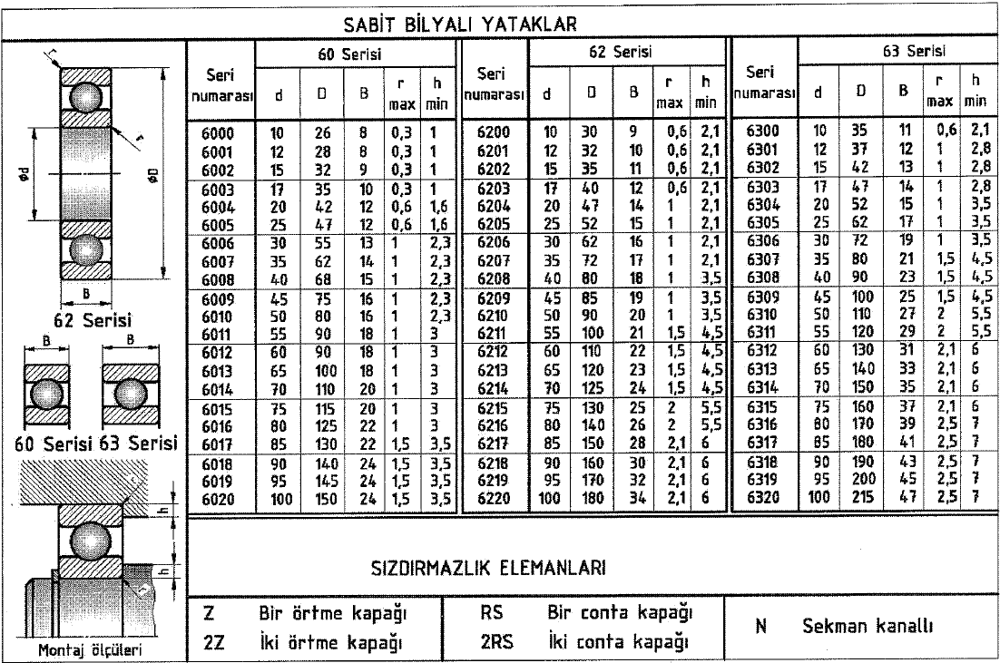 SABİT BİLYALI YATAKLAR
r
r
Ød
ØD
B
62 Serisi
B B
60 Serisi 63 Serisi
r
h
h
r
Montaj ölçüleri
Seri numarası 60 Serisi Seri numarası 62 Serisi Seri numarası 63 Serisi
d D B r max h min d D B r max h min d D B r max h min
6000 10 26 8 0,3 1 6200 10 30 9 0,6 2,1 6300 10 35 11 0,6 2,1
6001 12 28 8 0,3 1 6201 12 32 10 0,6 2,1 6301 12 37 12 1 2,8
6002 15 32 9 0,3 1 6202 15 35 11 0,6 2,1 6302 15 42 13 1 2,8
6003 17 35 10 0,3 1 6203 17 40 12 0,6 2,1 6303 17 47 14 1 2,8
6004 20 42 12 0,6 1,6 6204 20 47 14 1 2,1 6304 20 52 15 1 3,5
6005 25 47 12 0,6 1,6 6205 25 52 15 1 2,1 6305 25 62 17 1 3,5
6006 30 55 13 1 2,3 6206 30 62 16 1 2,1 6306 30 72 19 1 3,5
6007 35 62 14 1 2,3 6207 35 72 17 1 2,1 6307 35 80 21 1,5 4,5
6008 40 68 15 1 2,3 6208 40 80 18 1 3,5 6308 40 90 23 1,5 4,5
6009 45 75 16 1 2,3 6209 45 85 19 1 3,5 6309 45 100 25 1,5 4,5
6010 50 80 16 1 2,3 6210 50 90 20 1 3,5 6310 50 110 27 2 5,5
6011 55 90 18 1 3 6211 55 100 21 1,5 4,5 6311 55 120 29 2 5,5
6012 60 90 18 1 3 6212 60 110 22 1,5 4,5 6312 60 130 31 2,1 6
6013 65 100 18 1 3 6213 65 120 23 1,5 4,5 6313 65 140 33 2,1 6
6014 70 110 20 1 3 6214 70 125 24 1,5 4,5 6314 70 150 35 2,1 6
6015 75 115 20 1 3 6215 75 130 25 2 5,5 6315 75 160 37 2,1 6
6016 80 125 22 1 3 6216 80 140 26 2 5,5 6316 80 170 39 2,5 7
6017 85 130 22 1,5 3,5 6217 85 150 28 2,1 6 6317 85 180 41 2,5 7
6018 90 140 24 1,5 3,5 6218 90 160 30 2,1 6 6318 90 190 43 2,5 7
6019 95 145 24 1,5 3,5 6219 95 170 32 2,1 6 6319 95 200 45 2,5 7
6020 100 150 24 1,5 3,5 6220 100 180 34 2,1 6 6320 100 215 47 2,5 7
SIZDIRMAZLIK ELEMANLARI
Z Bir örtme kapağı RS Bir conta kapağı
2Z İki örtme kapağı 2RS İki conta kapağı
N Sekman kanallı